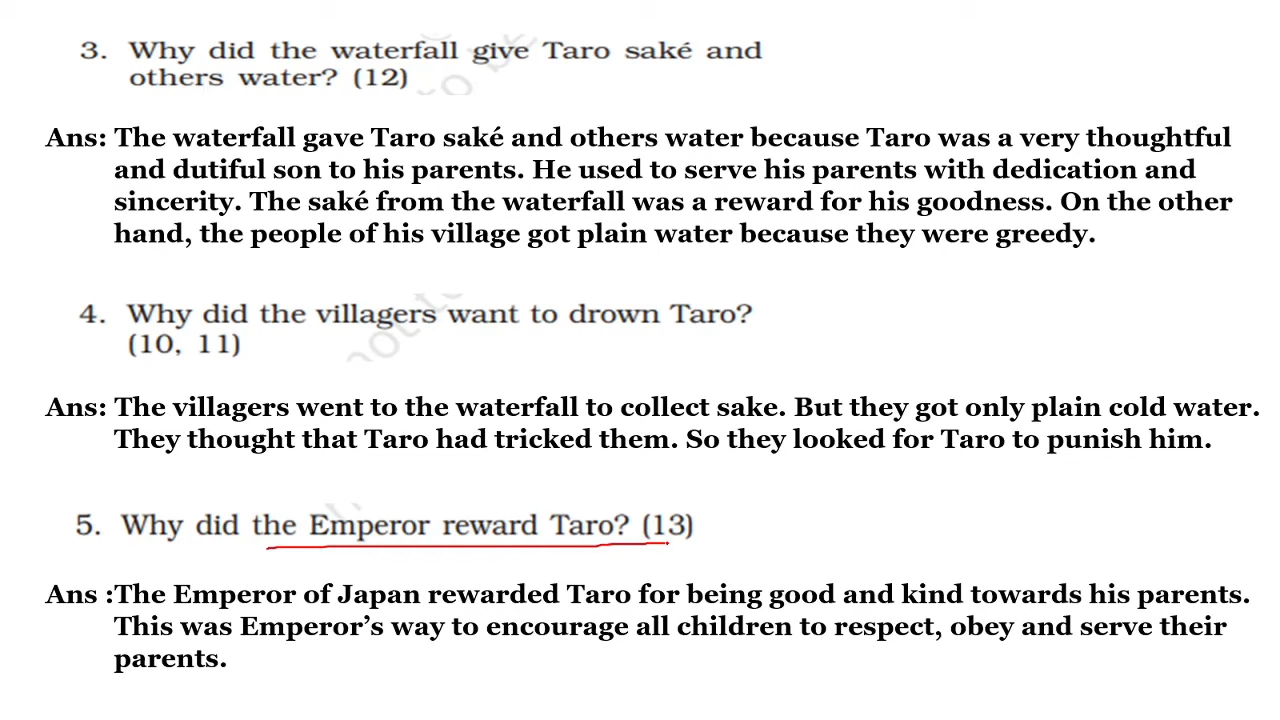 3. Why did the waterfall give Taro saké and
others water? (12)
Ans: The waterfall gave Taro saké and others water because Taro was a very thoughtful
and dutiful son to his parents. He used to serve his parents with dedication and
sincerity. The saké from the waterfall was a reward for his goodness. On the other
hand, the people of his village got plain water because they were greedy.
4. Why did the villagers want to drown Taro?
(10, 11)
Ans: The villagers went to the waterfall to collect sake. But they got only plain cold water.
They thought that Taro had tricked them. So they looked for Taro to punish him.
5. Why did the Emperor reward Taro? (13)
Ans :The Emperor of Japan rewarded Taro for being good and kind towards his parents.
This was Emperor’s way to encourage all children to respect, obey and serve their
parents.